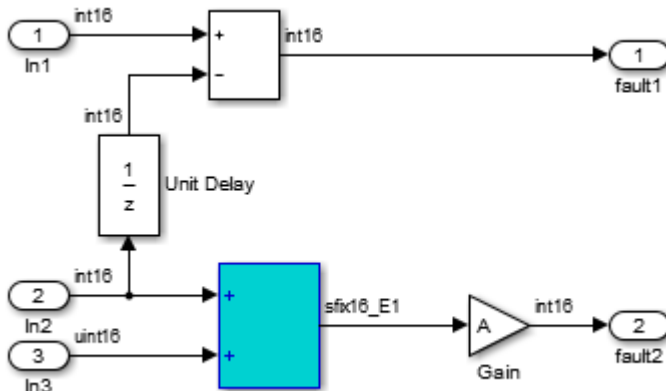 int16
1
In1
+
−
int16
1
fault1
int16
1
z
Unit Delay
int16
2
In2
+
sfix16_E1
A
Gain
int16
2
fault2
uint16
3
In3
+